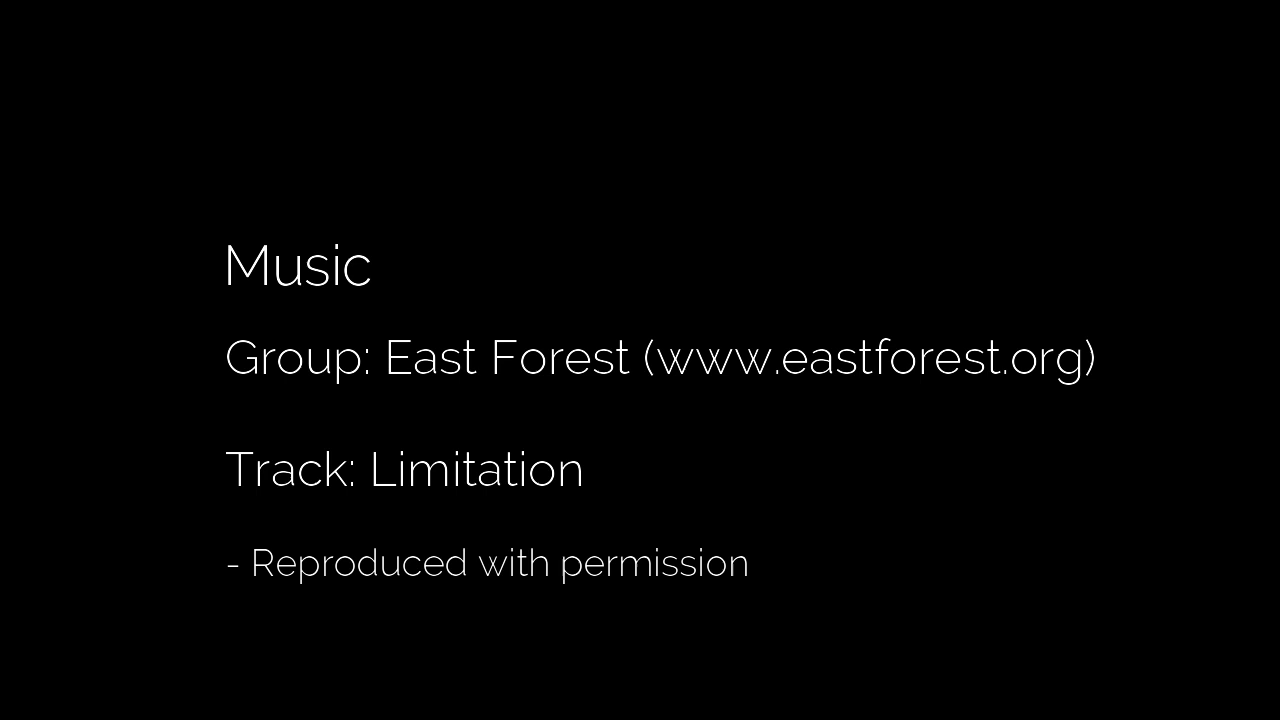 Music
Group: East Forest (www.eastforest.org)
Track: Limitation
- Reproduced with permission